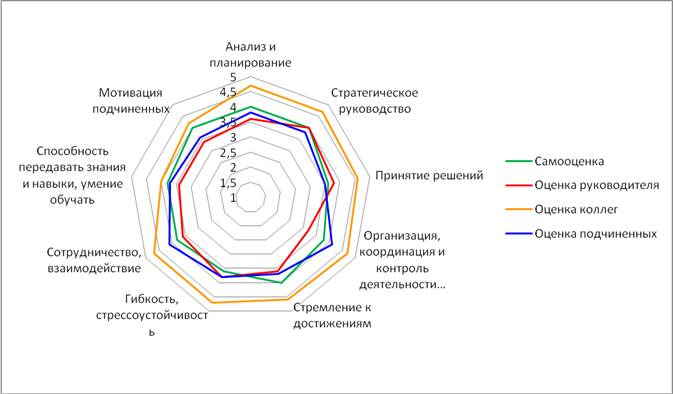 Анализ и
планирование
5
4,5
4
3,5
3
2,5
2
1,5
1
Стратегическое
руководство
Принятие решений
Организация,
координация и
контроль
деятельности...
Стремление к
достижениям
Гибкость,
стрессоустойчивост
ь
Сотрудничество,
взаимодействие
Способность
передавать знания
и навыки, умение
обучать
Мотивация
подчиненных
Самооценка
Оценка руководителя
Оценка коллег
Оценка подчиненных